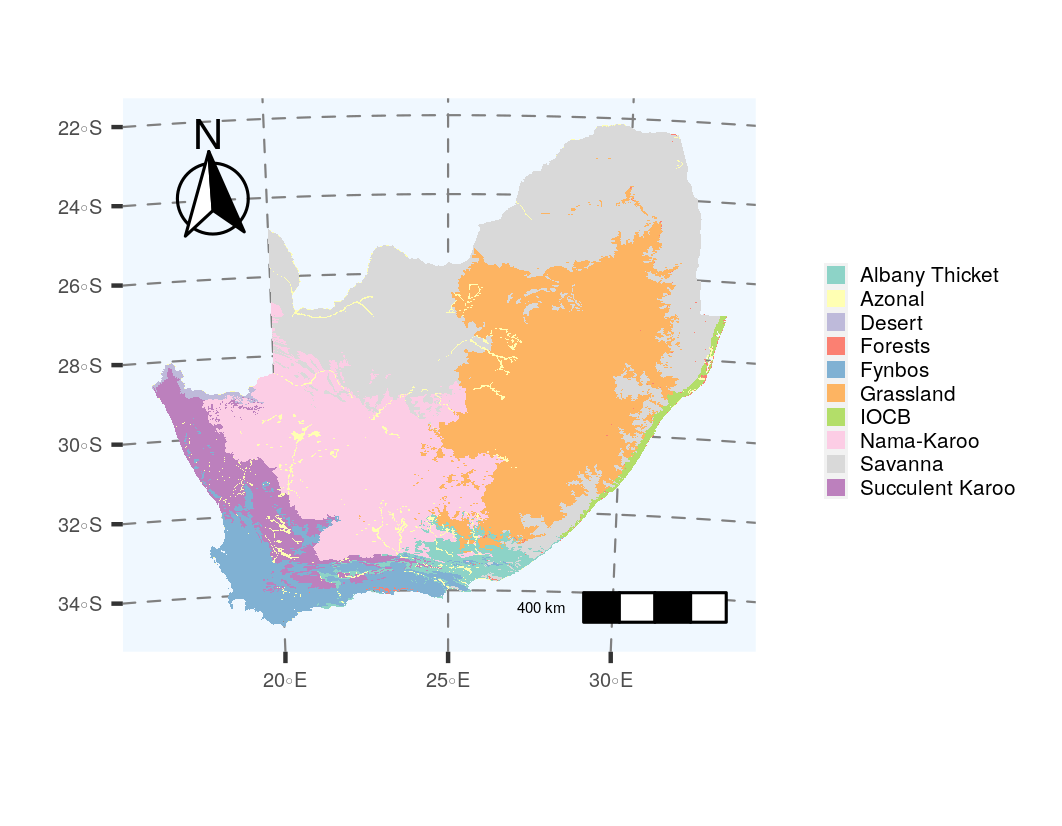 N
22◦S
24◦S
26◦S
28◦S
30◦S
32◦S
34◦S
20◦E
25◦E
30◦E
400 km
Albany Thicket
Azonal
Desert
Forests
Fynbos
Grassland
IOCB
Nama-Karoo
Savanna
Succulent Karoo